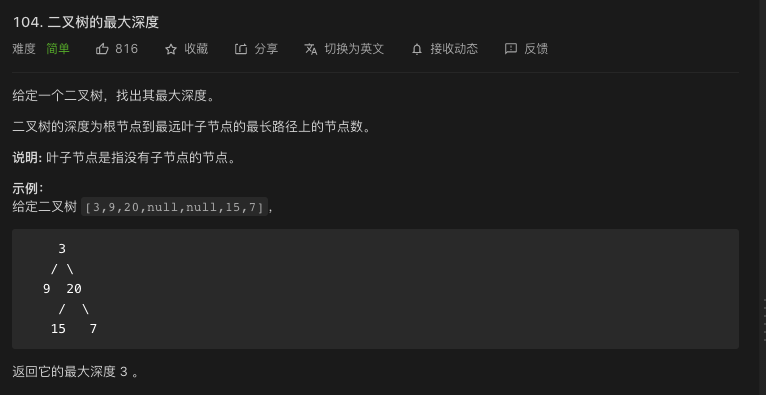 104. 二叉树的最大深度
难度 简单 816 收藏 分享 切换为英文 接收动态 反馈
给定一个二叉树，找出其最大深度。
二叉树的深度为根节点到最远叶子节点的最长路径上的节点数。
说明: 叶子节点是指没有子节点的节点。
示例：
给定二叉树 [3,9,20,null,null,15,7]，
3
/ \
9 20
/ \
15 7
返回它的最大深度 3 。